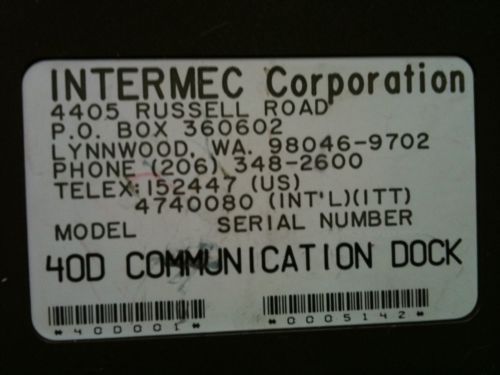 INTERMEC Corporation
4405 RUSSELL ROAD
P.O. BOX 360602
LYNNWOOD, WA. 98046-9702
PHONE (206) 348-2600
TELEX: 152447 (US)
4740080 (INT'L)(ITT)
MODEL SERIAL NUMBER
40D COMMUNICATION DOCK
*40D001* *0005142*